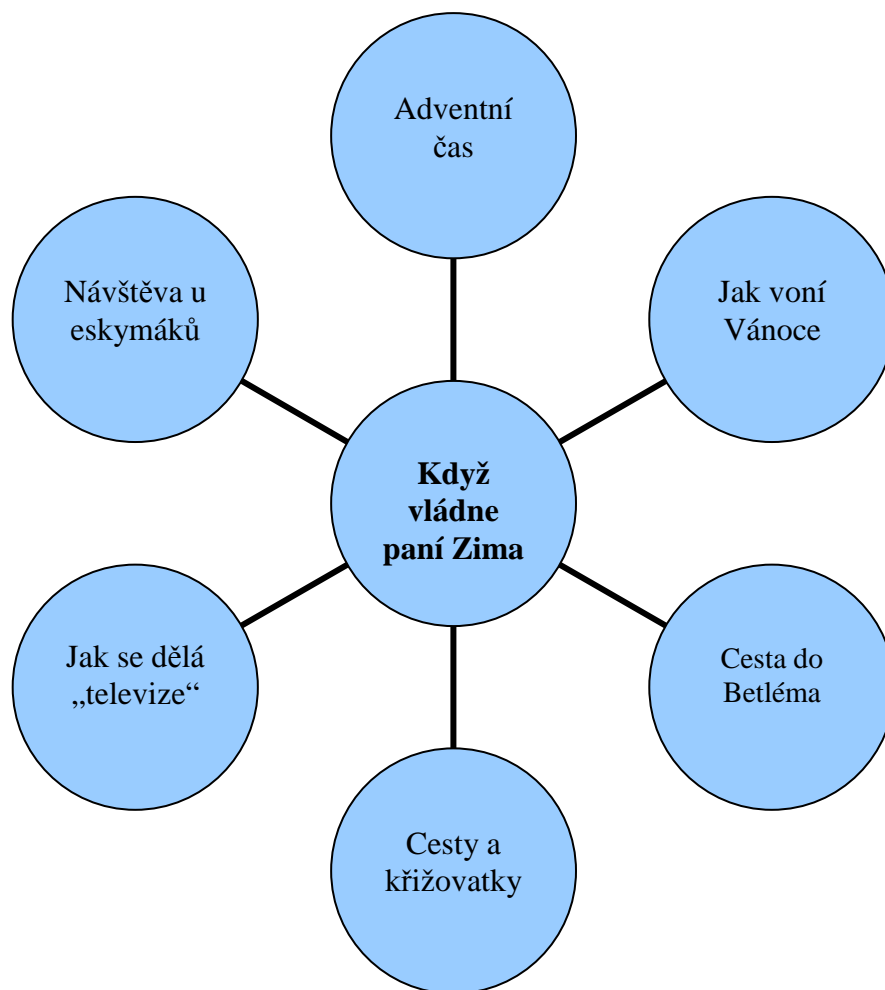 Adventní
čas
Návštěva u
eskymáků
Jak voní
Vánoce
Když
vládne
paní Zima
Jak se dělá
„televize“
Cesta do
Betléma
Cesty a
křižovatky